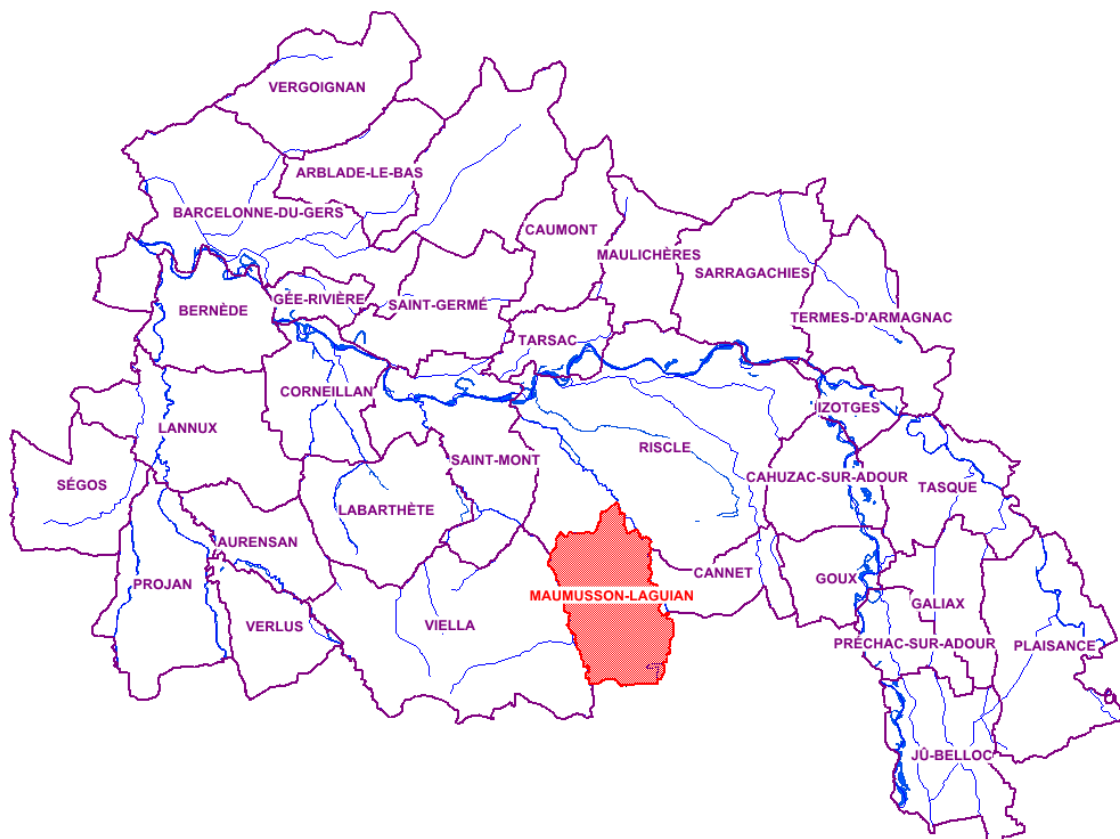 VERGOIGNAN
ARBLADE-LE-BAS
BARCELONNE-DU-GERS
CAUMONT
MAULICHÈRES
SARRAGACHIES
GÉE-RIVIÈRE
SAINT-GERMÉ
BERNÈDE
TERMES-D'ARMAGNAC
TARSAC
CORNEILLAN
IZOTGES
LANNUX
RISCLE
SAINT-MONT
CAHUZAC-SUR-ADOUR
SÉGOS
TASQUE
LABARTHÈTE
AURENSAN
CANNET
GOUX
PROJAN
MAUMUSSON-LAGUIAN
GALIAX
VERLUS
VIELLA
PRÉCHAC-SUR-ADOUR
PLAISANCE
JÛ-BELLOC